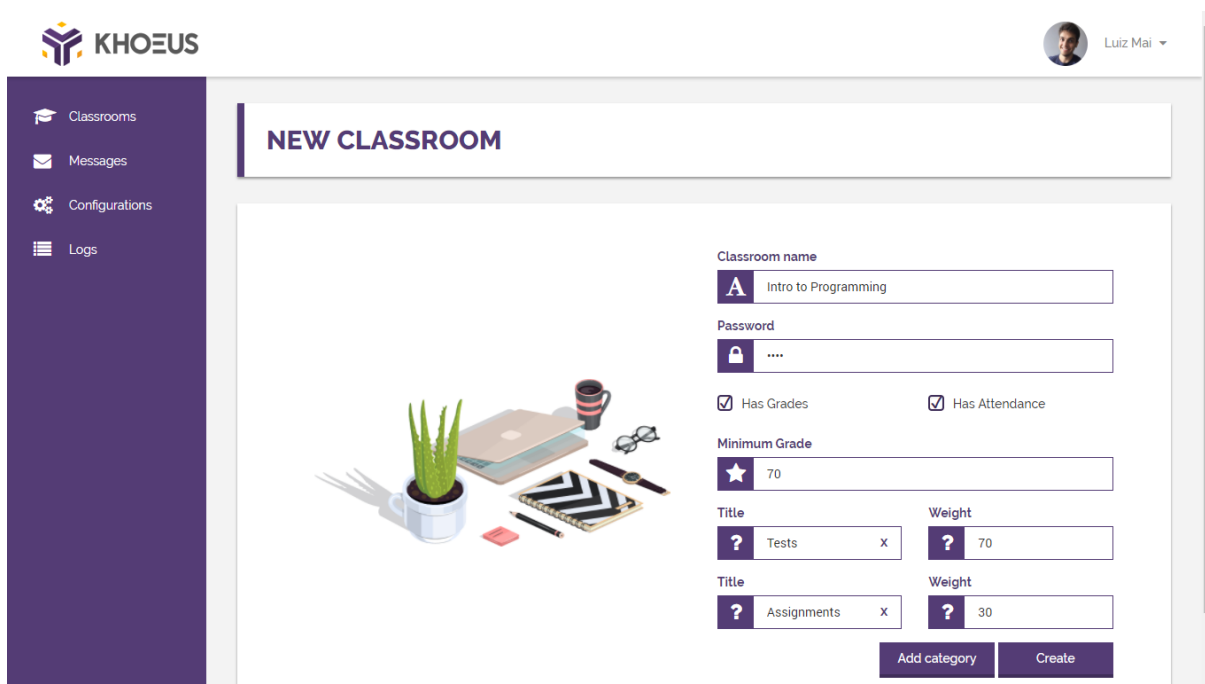 KHOEUS
Luiz Mai
Classrooms
Messages
Configurations
Logs
NEW CLASSROOM
Classroom name
A Intro to Programming
Password
••••
Has Grades Has Attendance
Minimum Grade
70
Title Weight
? Tests x ? 70
Title Weight
? Assignments x ? 30
Add category Create